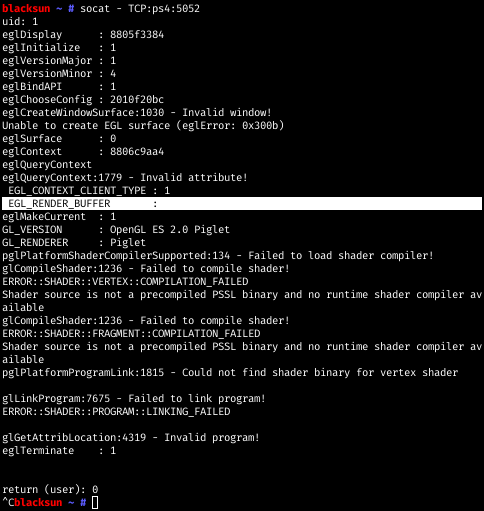 blacksun ~ # socat - TCP:ps4:5052
uid: 1
eglDisplay      : 8805f3384
eglInitialize   : 1
eglVersionMajor : 1
eglVersionMinor : 4
eglBindAPI      : 1
eglChooseConfig : 2010f20bc
eglCreateWindowSurface:1030 - Invalid window!
Unable to create EGL surface (eglError: 0x300b)
eglSurface      : 0
eglContext      : 8806c9aa4
eglQueryContext
eglQueryContext:1779 - Invalid attribute!
 EGL_CONTEXT_CLIENT_TYPE : 1
 EGL_RENDER_BUFFER       :
eglMakeCurrent  : 1
GL_VERSION      : OpenGL ES 2.0 Piglet
GL_RENDERER     : Piglet
pglPlatformShaderCompilerSupported:134 - Failed to load shader compiler!
glCompileShader:1236 - Failed to compile shader!
ERROR::SHADER::VERTEX::COMPILATION_FAILED
Shader source is not a precompiled PSSL binary and no runtime shader compiler av
ailable
glCompileShader:1236 - Failed to compile shader!
ERROR::SHADER::FRAGMENT::COMPILATION_FAILED
Shader source is not a precompiled PSSL binary and no runtime shader compiler av
ailable
pglPlatformProgramLink:1815 - Could not find shader binary for vertex shader
glLinkProgram:7675 - Failed to link program!
ERROR::SHADER::PROGRAM::LINKING_FAILED
glGetAttribLocation:4319 - Invalid program!
eglTerminate    : 1
return (user): 0
^Cblacksun ~ #